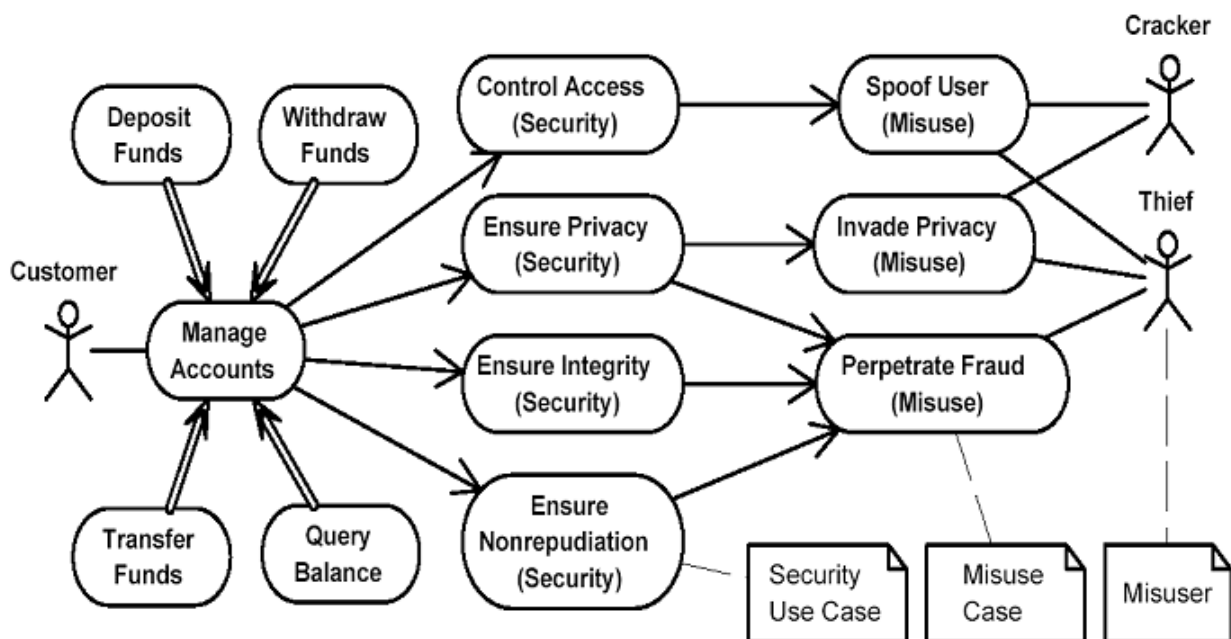 Cracker
Control Access
(Security)
Spoof User
(Misuse)
Deposit
Funds
Withdraw
Funds
Thief
Ensure Privacy
(Security)
Invade Privacy
(Misuse)
Customer
Manage
Accounts
Ensure Integrity
(Security)
Perpetrate Fraud
(Misuse)
Transfer
Funds
Query
Balance
Ensure
Nonrepudiation
(Security)
Security
Use Case
Misuse
Case
Misuser